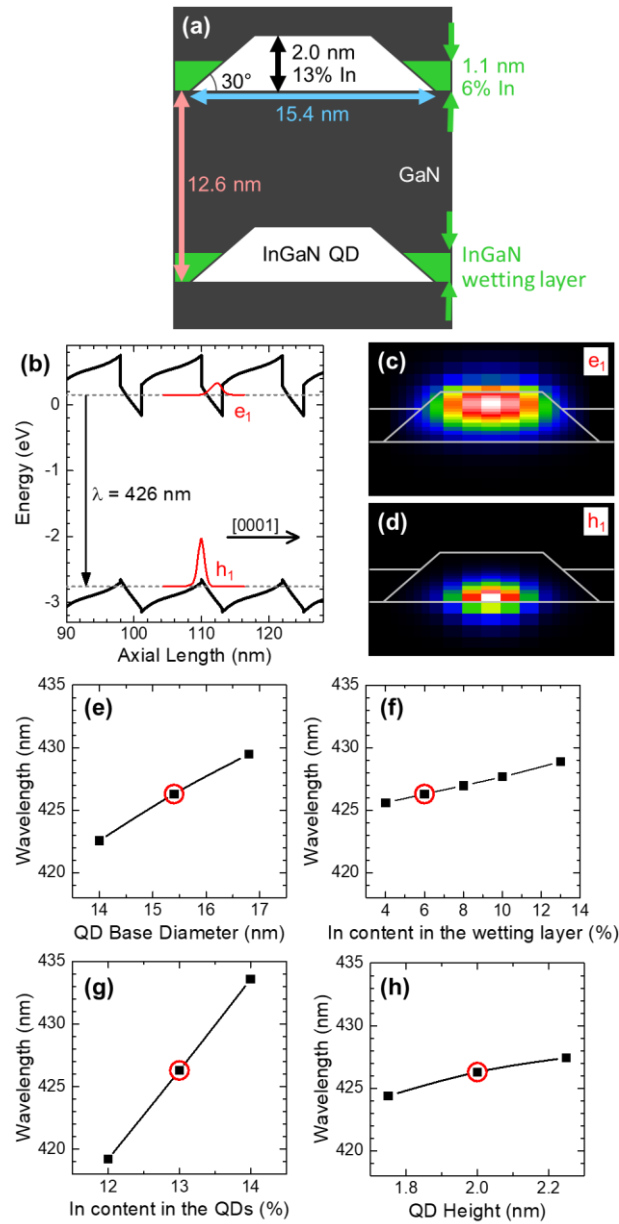 (a)
2.0 nm
13% In
30°
15.4 nm
1.1 nm
6% In
12.6 nm
GaN
InGaN QD
InGaN
wetting layer
(b)
0
-1
-2
-3
Energy (eV)
e1
λ = 426 nm
[0001]
h1
90 100 110 120
Axial Length (nm)
(c)
e1
(d)
h1
(e)
435
430
425
420
Wavelength (nm)
14 15 16 17
QD Base Diameter (nm)
(f)
435
430
425
420
Wavelength (nm)
4 6 8 10 12 14
In content in the wetting layer (%)
(g)
435
430
425
420
Wavelength (nm)
12 13 14
In content in the QDs (%)
(h)
435
430
425
420
Wavelength (nm)
1.8 2.0 2.2
QD Height (nm)